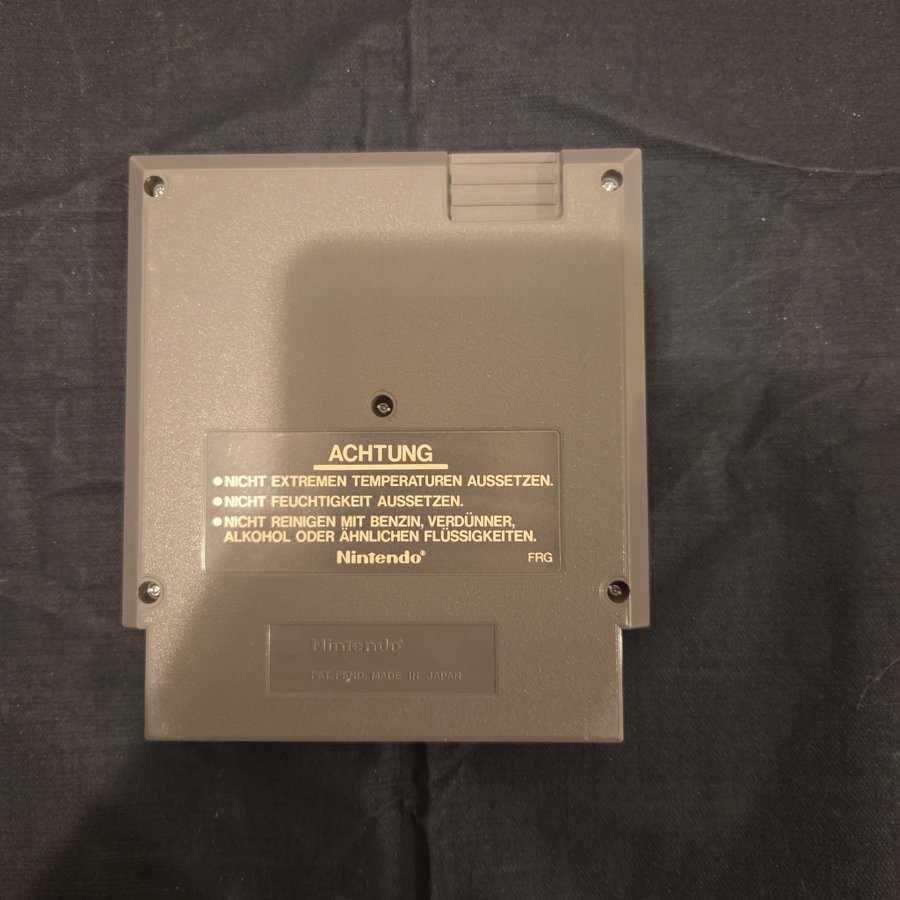 ACHTUNG
●NICHT EXTREMEN TEMPERATUREN AUSSETZEN.
●NICHT FEUCHTIGKEIT AUSSETZEN.
●NICHT REINIGEN MIT BENZIN, VERDÜNNER,
ALKOHOL ODER ÄHNLICHEN FLÜSSIGKEITEN.
Nintendo® FRG
Nintendo®
PAT. PEND. MADE IN JAPAN